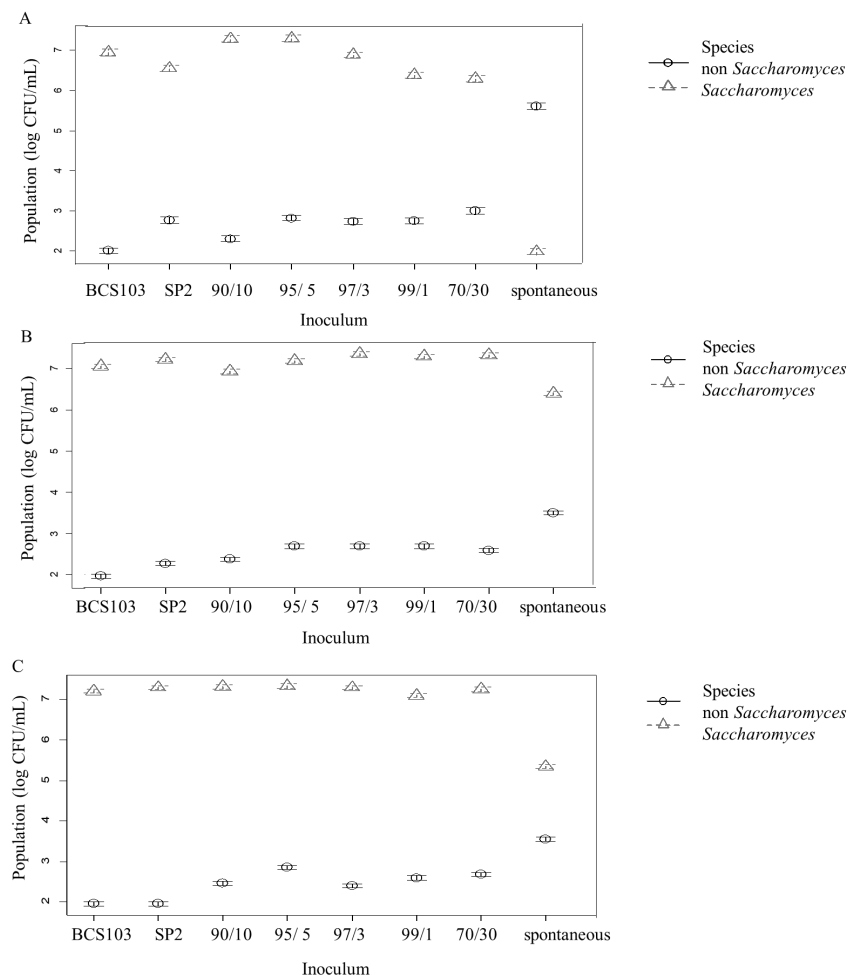 A
Population (log CFU/mL)
7
6
5
4
3
2
BCS103 SP2 90/10 95/ 5 97/3 99/1 70/30 spontaneous
Inoculum
Species
non Saccharomyces
Saccharomyces
B
Population (log CFU/mL)
7
6
5
4
3
2
BCS103 SP2 90/10 95/ 5 97/3 99/1 70/30 spontaneous
Inoculum
Species
non Saccharomyces
Saccharomyces
C
Population (log CFU/mL)
7
6
5
4
3
2
BCS103 SP2 90/10 95/ 5 97/3 99/1 70/30 spontaneous
Inoculum
Species
non Saccharomyces
Saccharomyces